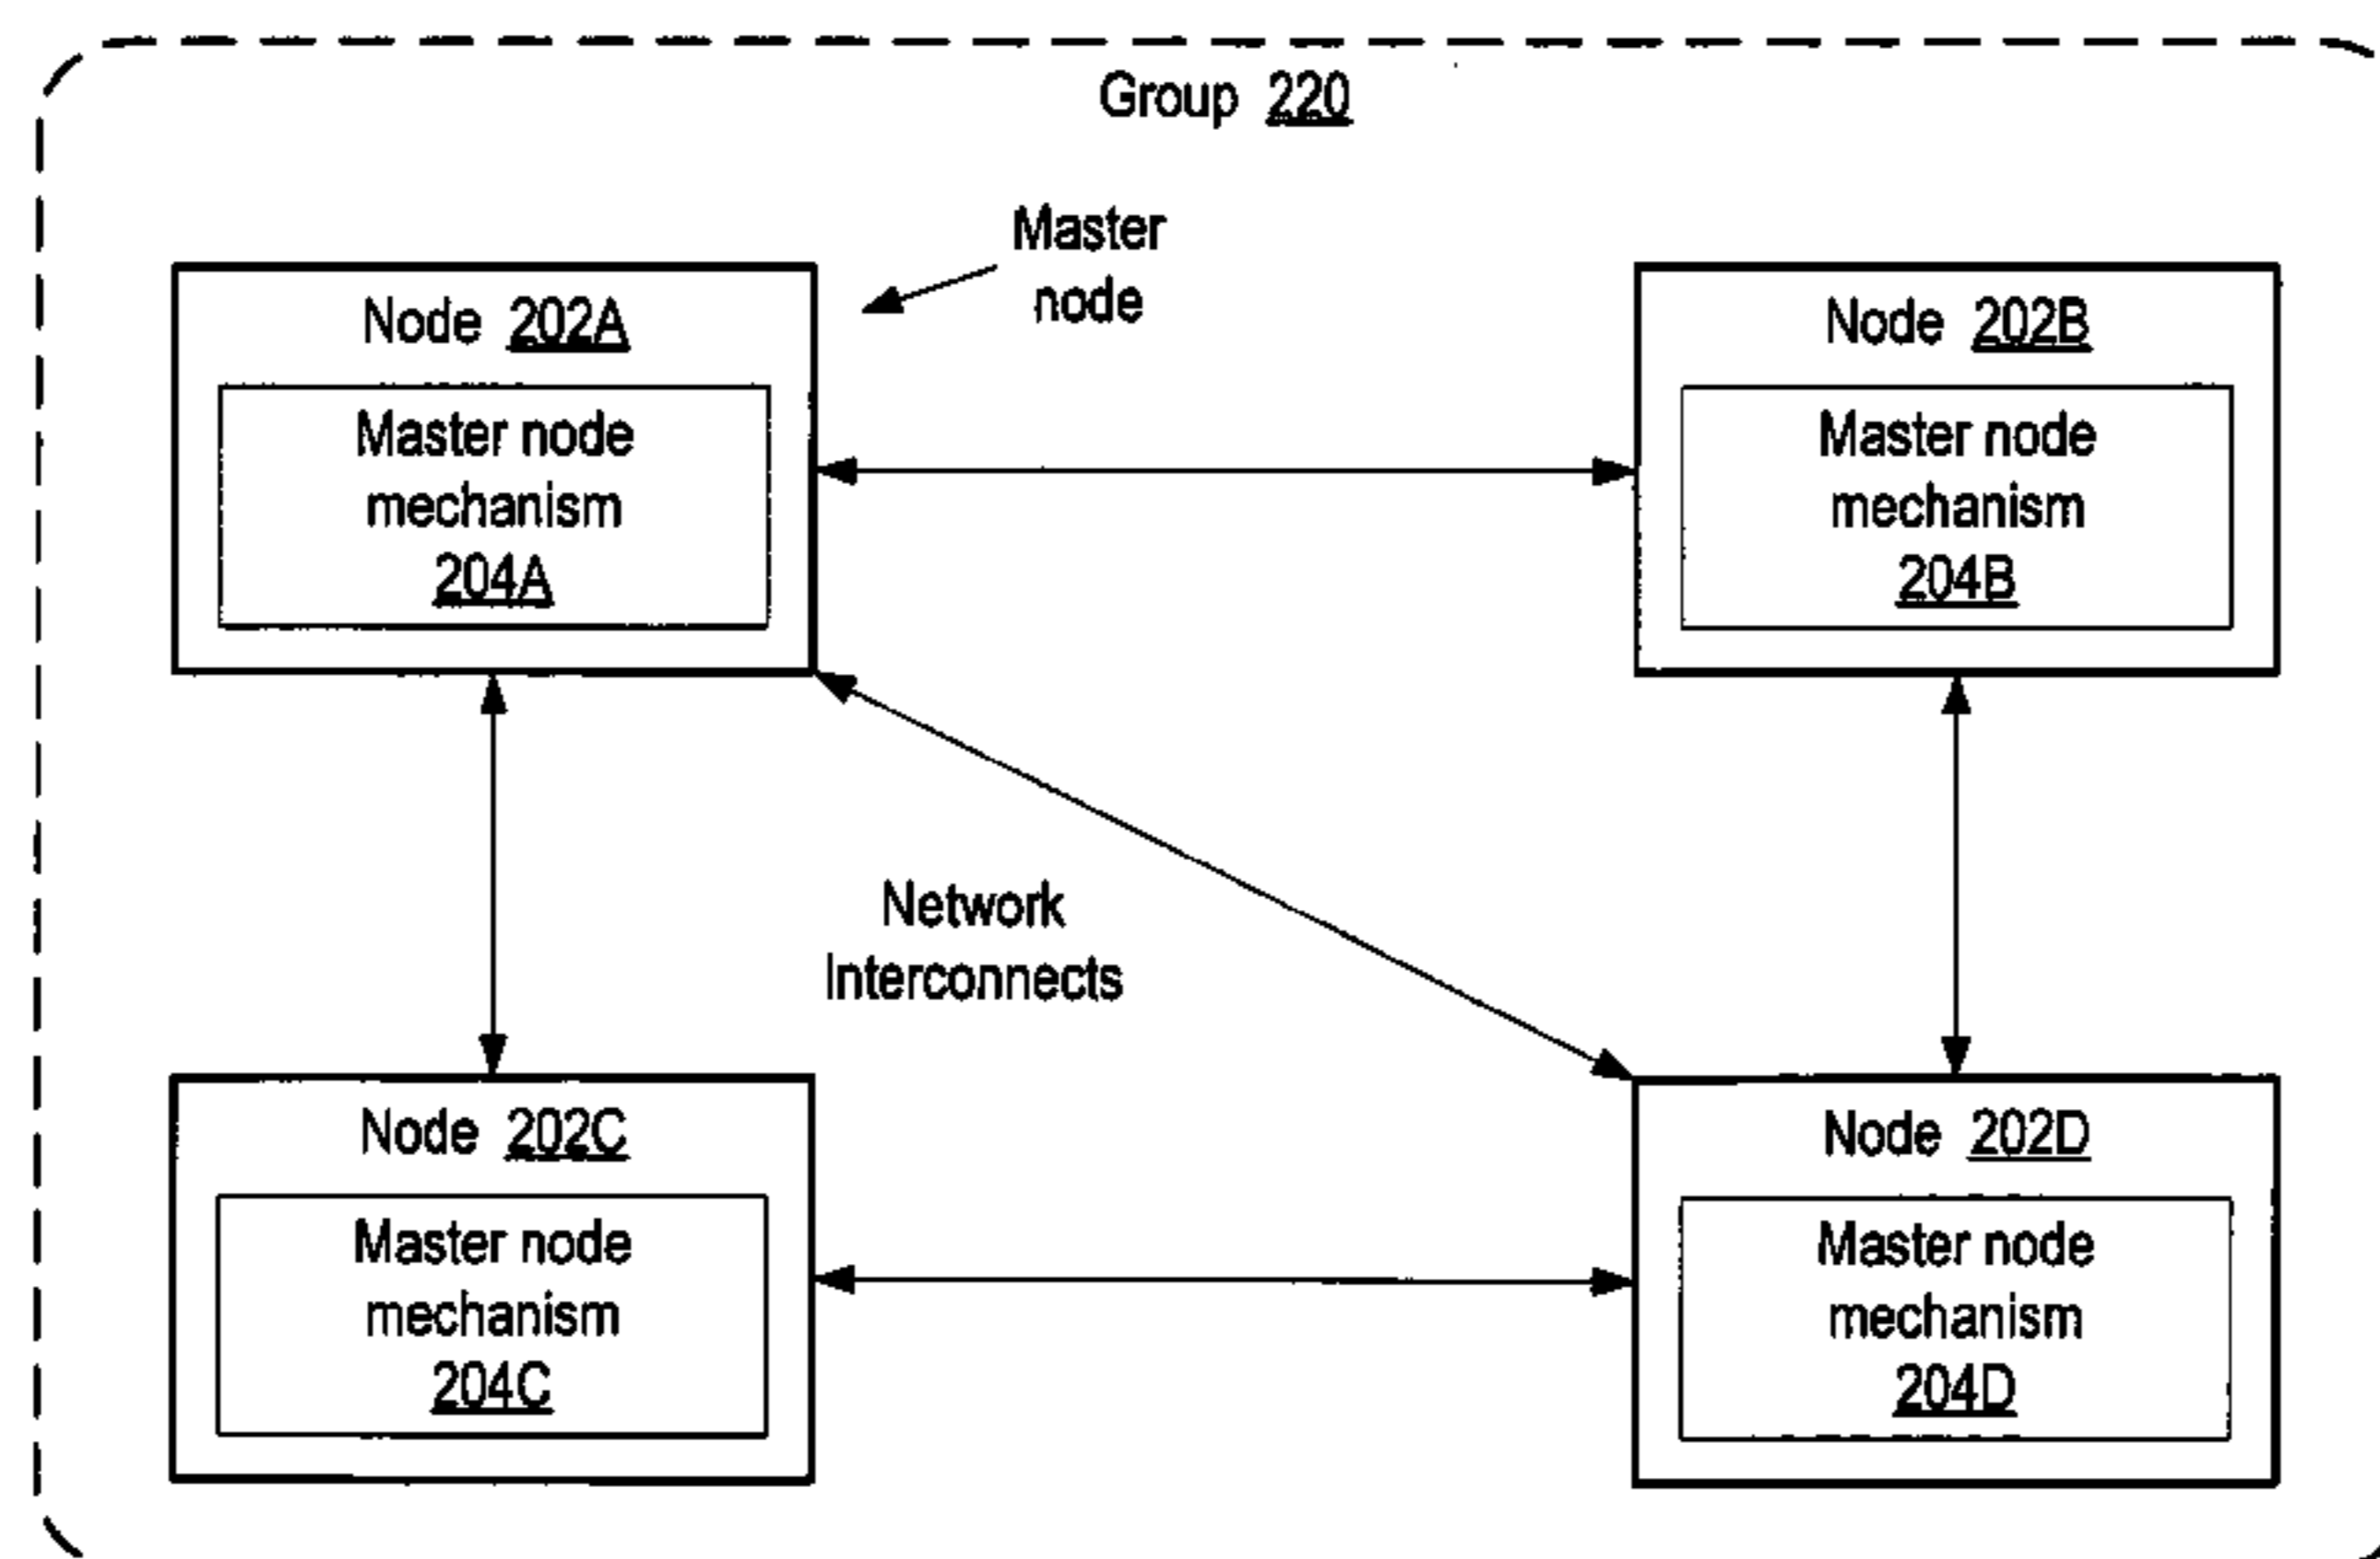 Group 220
Master
node
Node 202A
Master node
mechanism
204A
Node 202B
Master node
mechanism
204B
Network
Interconnects
Node 202C
Master node
mechanism
204C
Node 202D
Master node
mechanism
204D